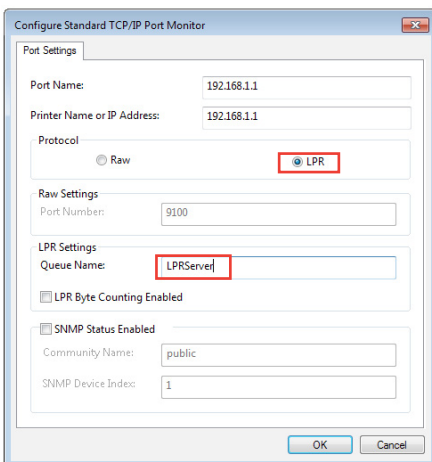 Configure Standard TCP/IP Port Monitor
Port Settings
Port Name: 192.168.1.1
Printer Name or IP Address: 192.168.1.1
Protocol
Raw LPR
Raw Settings
Port Number: 9100
LPR Settings
Queue Name: LPRServer
LPR Byte Counting Enabled
SNMP Status Enabled
Community Name: public
SNMP Device Index: 1
OK Cancel